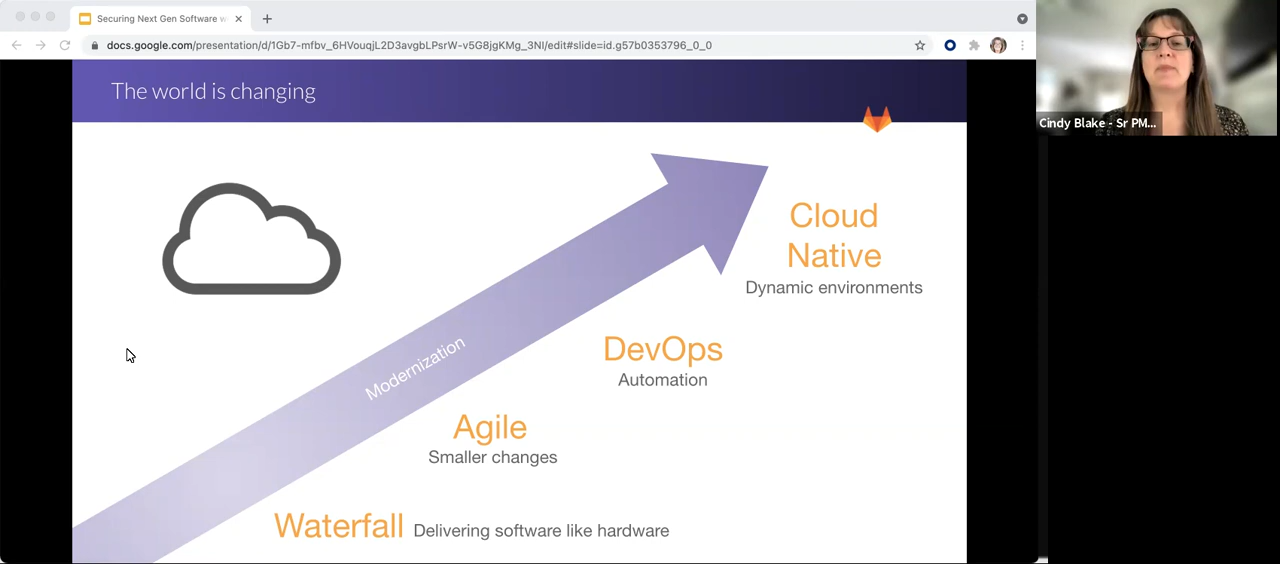 Securing Next Gen Software w
docs.google.com/presentation/d/1Gb7-mfbv_6HVouqjL2D3avgbLPsrW-v5G8jgKMg_3NI/edit#slide=id.g57b0353796_0_0
Cindy Blake - Sr PM...
The world is changing
Cloud
Native
Dynamic environments
DevOps
Automation
Modernization
Agile
Smaller changes
Waterfall Delivering software like hardware